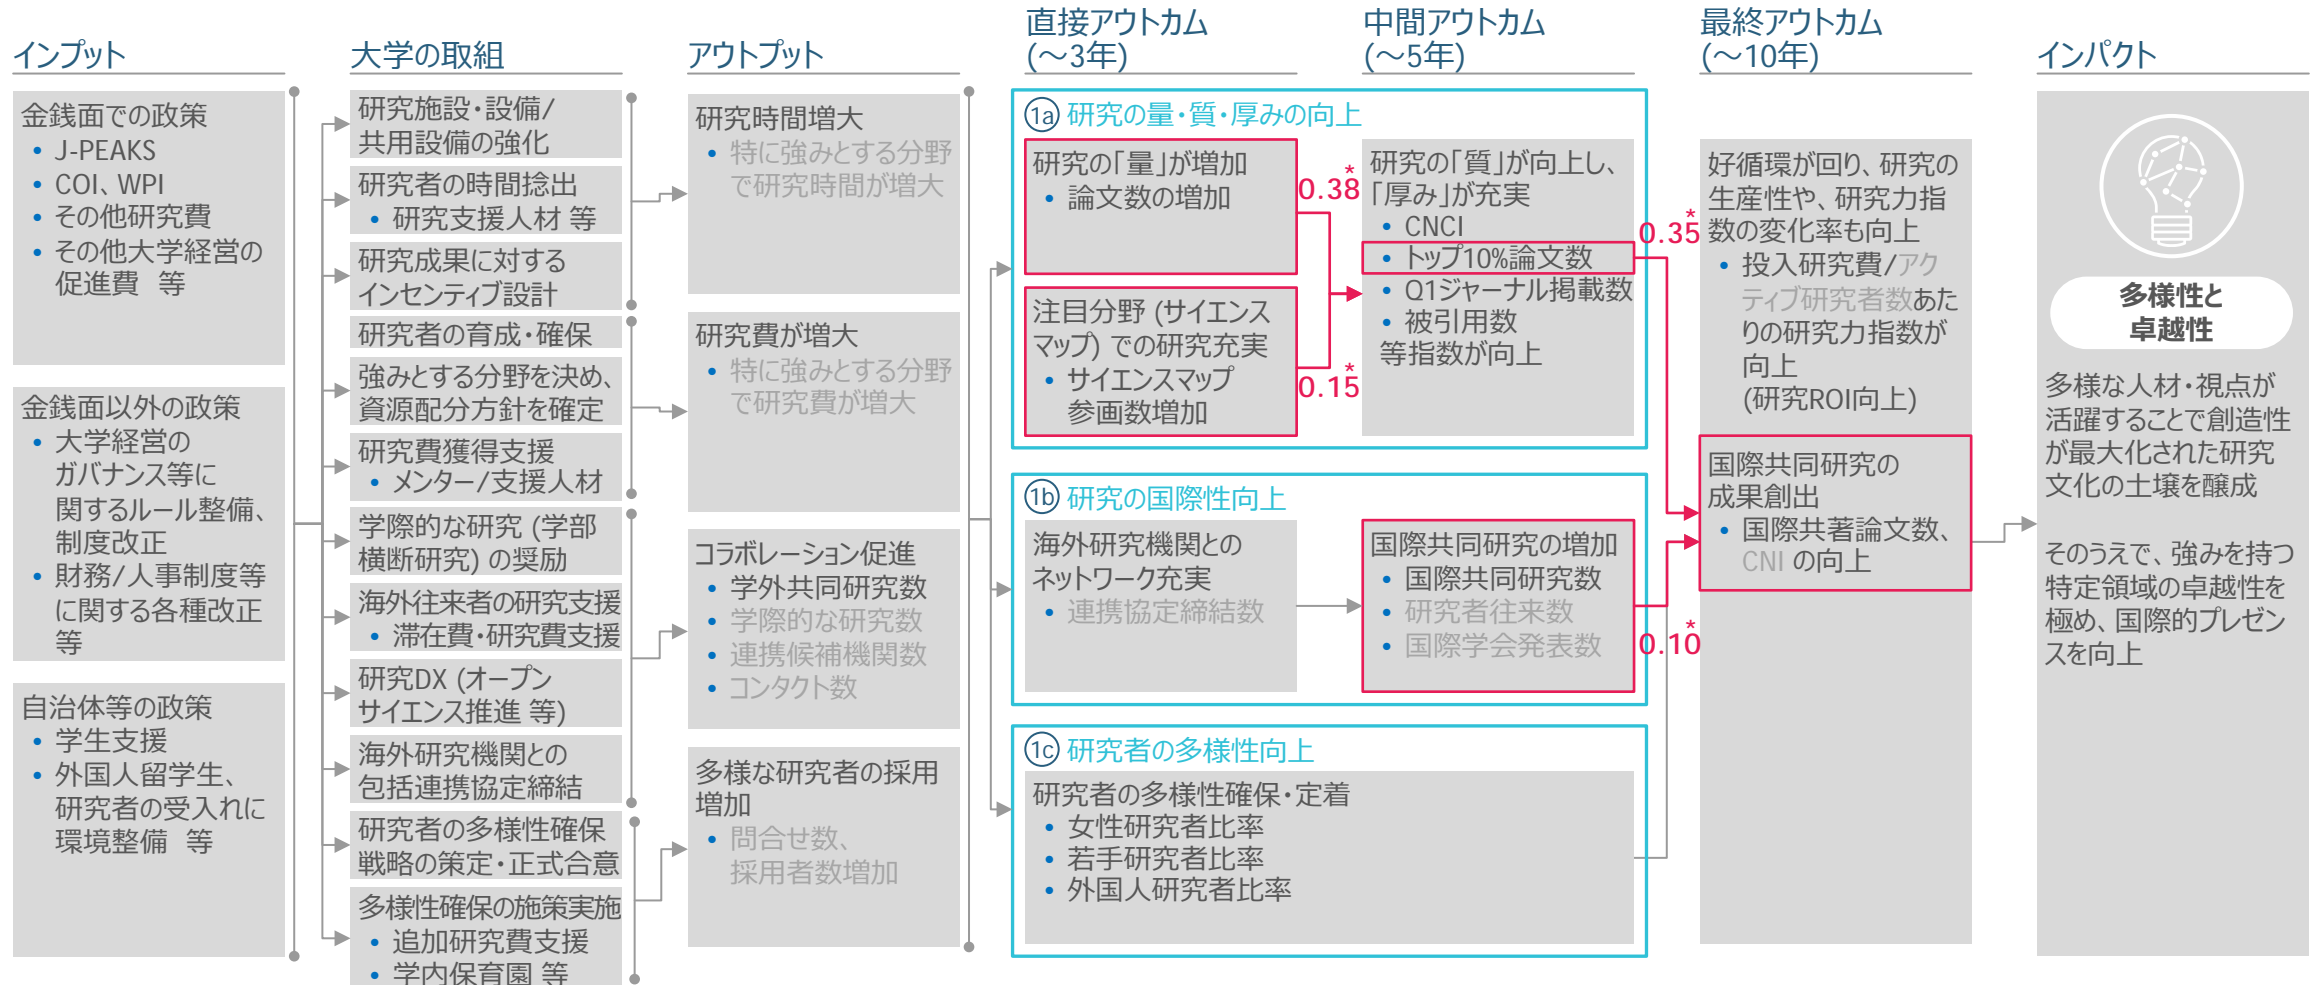 インプット
金銭面での政策
• J-PEAKS
• COI、WPI
• その他研究費
• その他大学経営の
促進費　等
金銭面以外の政策
• 大学経営の
ガバナンス等に
関するルール整備、
制度改正
• 財務/人事制度等
に関する各種改正
等
自治体等の政策
• 学生支援
• 外国人留学生、
研究者の受入れに
環境整備　等
大学の取組
研究施設・設備/
共用設備の強化
研究者の時間捻出
• 研究支援人材 等
研究成果に対する
インセンティブ設計
研究者の育成・確保
強みとする分野を決め、
資源配分方針を確定
研究費獲得支援
• メンター/支援人材
学際的な研究 (学部
横断研究) の奨励
海外往来者の研究支援
• 滞在費・研究費支援
研究DX (オープン
サイエンス推進 等)
海外研究機関との
包括連携協定締結
研究者の多様性確保
戦略の策定・正式合意
多様性確保の施策実施
• 追加研究費支援
• 学内保育園 等
アウトプット
研究時間増大
• 特に強みとする分野
で研究時間が増大
研究費が増大
• 特に強みとする分野
で研究費が増大
コラボレーション促進
• 学外共同研究数
• 学際的な研究数
• 連携候補機関数
• コンタクト数
多様な研究者の採用
増加
• 問合せ数、
採用者数増加
直接アウトカム
(～3年)
中間アウトカム
(～5年)
1a 研究の量・質・厚みの向上
研究の「量」が増加
• 論文数の増加
0.38*
注目分野 (サイエンス
マップ) での研究充実
• サイエンスマップ
参画数増加
0.15*
研究の「質」が向上し、
「厚み」が充実
• CNCI
• トップ10%論文数
• Q1ジャーナル掲載数
• 被引用数
等指数が向上
0.35*
1b 研究の国際性向上
海外研究機関との
ネットワーク充実
• 連携協定締結数
国際共同研究の増加
• 国際共同研究数
• 研究者往来数
• 国際学会発表数
0.10*
1c 研究者の多様性向上
研究者の多様性確保・定着
• 女性研究者比率
• 若手研究者比率
• 外国人研究者比率
最終アウトカム
(～10年)
好循環が回り、研究の
生産性や、研究力指
数の変化率も向上
• 投入研究費/アク
ティブ研究者数あた
りの研究力指数が
向上
(研究ROI向上)
国際共同研究の
成果創出
• 国際共著論文数、
CNI の向上
インパクト
多様性と
卓越性
多様な人材・視点が
活躍することで創造性
が最大化された研究
文化の土壌を醸成
そのうえで、強みを持つ
特定領域の卓越性を
極め、国際的プレゼン
スを向上